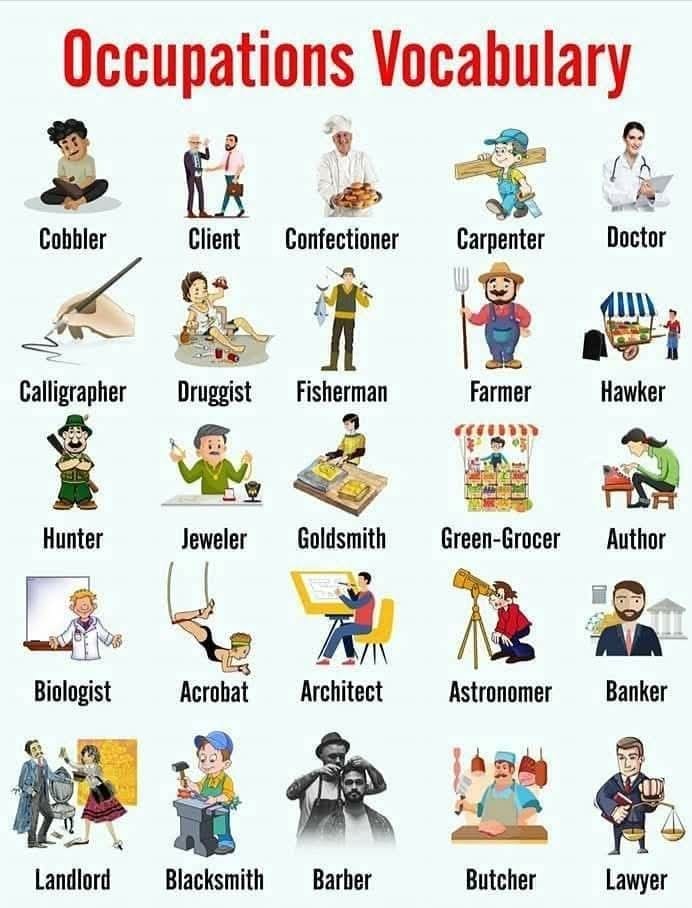 Occupations Vocabulary
Cobbler Client Confectioner Carpenter Doctor
Calligrapher Druggist Fisherman Farmer Hawker
Hunter Jeweler Goldsmith Green-Grocer Author
Biologist Acrobat Architect Astronomer Banker
Landlord Blacksmith Barber Butcher Lawyer